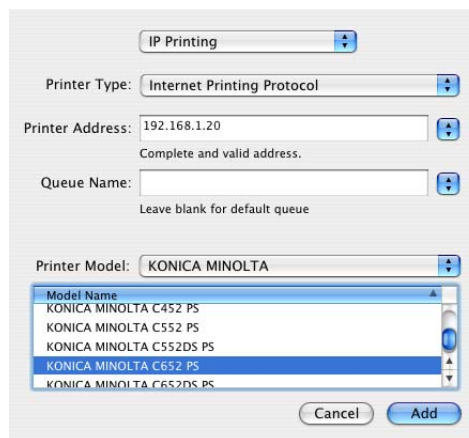 IP Printing
Printer Type: Internet Printing Protocol
Printer Address: 192.168.1.20
Complete and valid address.
Queue Name:
Leave blank for default queue
Printer Model: KONICA MINOLTA
Model Name
KONICA MINOLTA C452 PS
KONICA MINOLTA C552 PS
KONICA MINOLTA C552DS PS
KONICA MINOLTA C652 PS
KONICA MINOLTA C652DS PS
Cancel Add